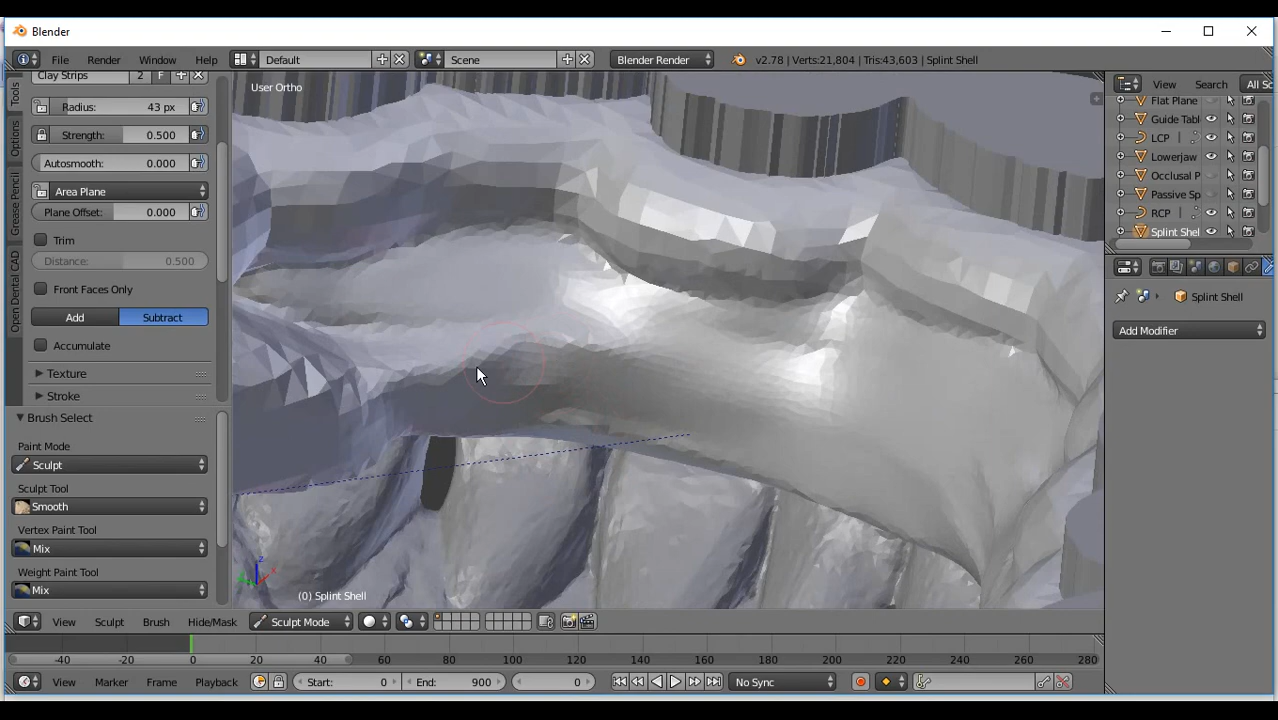 Blender
File Render Window Help Default Scene Blender Render v2.78 | Verts:21,804 | Tris:43,603 | Splint Shell
Clay Strips 2 F
Radius: 43 px
Strength: 0.500
Autosmooth: 0.000
Area Plane
Plane Offset: 0.000
Trim
Distance: 0.500
Front Faces Only
Add Subtract
Accumulate
Texture
Stroke
Brush Select
Paint Mode
Sculpt
Sculpt Tool
Smooth
Vertex Paint Tool
Mix
Weight Paint Tool
Mix
Tools
Options
Grease Pencil
Open Dental CAD
User Ortho
(0) Splint Shell
z
x
View Search All Sc
Flat Plane
Guide Tabl
LCP
Lowerjaw
Occlusal P
Passive Sp
RCP
Splint Shel
Splint Shell
Add Modifier
View Sculpt Brush Hide/Mask Sculpt Mode
-40 -20 0 20 40 60 80 100 120 140 160 180 200 220 240 260 280
View Marker Frame Playback Start: 0 End: 900 0 No Sync